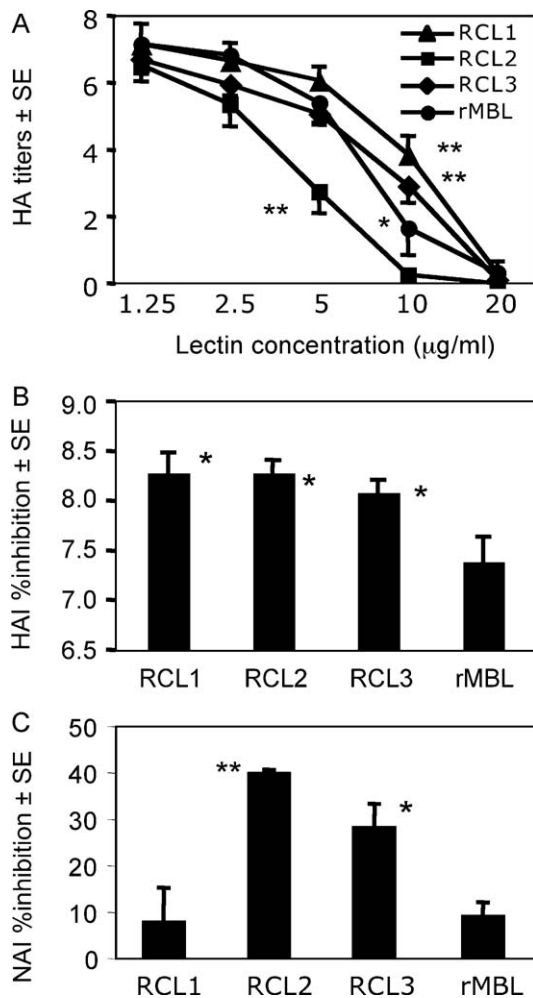 A
HA titers ± SE
8
6
4
2
0
RCL1
RCL2
RCL3
rMBL
**
**
**
*
1.25 2.5 5 10 20
Lectin concentration (µg/ml)
B
HAI %inhibition ± SE
9.0
8.5
8.0
7.5
7.0
6.5
*
*
*
RCL1 RCL2 RCL3 rMBL
C
NAI %inhibition ± SE
50
40
30
20
10
0
**
*
RCL1 RCL2 RCL3 rMBL